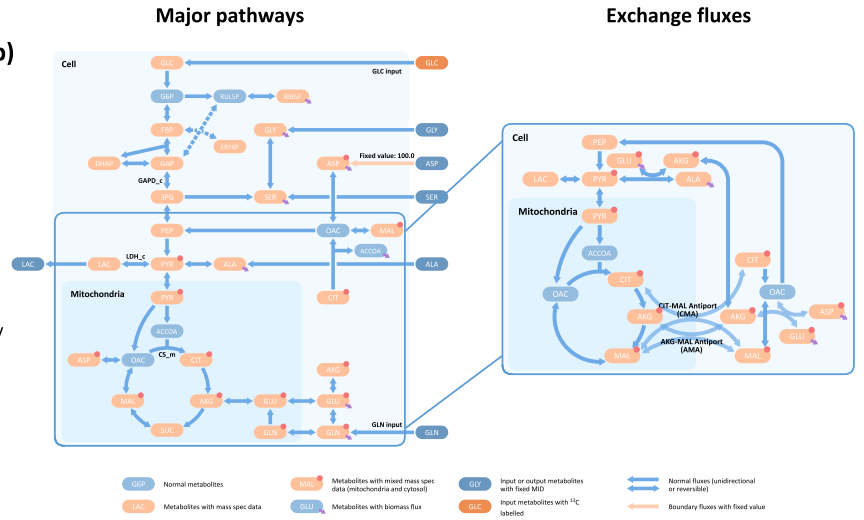 Major pathways
Exchange fluxes
b)
Cell
GLC
GLC
GLC input
G6P
RUL5P
RIB5P
FBP
ERY4P
GLY
GLY
DHAP
GAP
ASP
Fixed value: 100.0
ASP
GAPD_c
3PG
SER
SER
PEP
OAC
MAL
ACCOA
LAC
LAC
LDH_c
PYR
ALA
ALA
Mitochondria
PYR
CIT
ACCOA
CS_m
ASP
OAC
CIT
AKG
MAL
AKG
GLU
GLU
SUC
GLN
GLN
GLN input
GLN
Cell
PEP
GLU
AKG
LAC
PYR
ALA
Mitochondria
PYR
ACCOA
CIT
CIT
OAC
OAC
CIT-MAL Antiport
(CMA)
AKG
AKG
ASP
GLU
AKG-MAL Antiport
(AMA)
MAL
MAL
G6P
Normal metabolites
LAC
Metabolites with mass spec data
MAL
Metabolites with mixed mass spec
data (mitochondria and cytosol)
GLU
Metabolites with biomass flux
GLY
Input or output metabolites
with fixed MID
GLC
Input metabolites with 13C
labelled
Normal fluxes (unidirectional
or reversible)
Boundary fluxes with fixed value